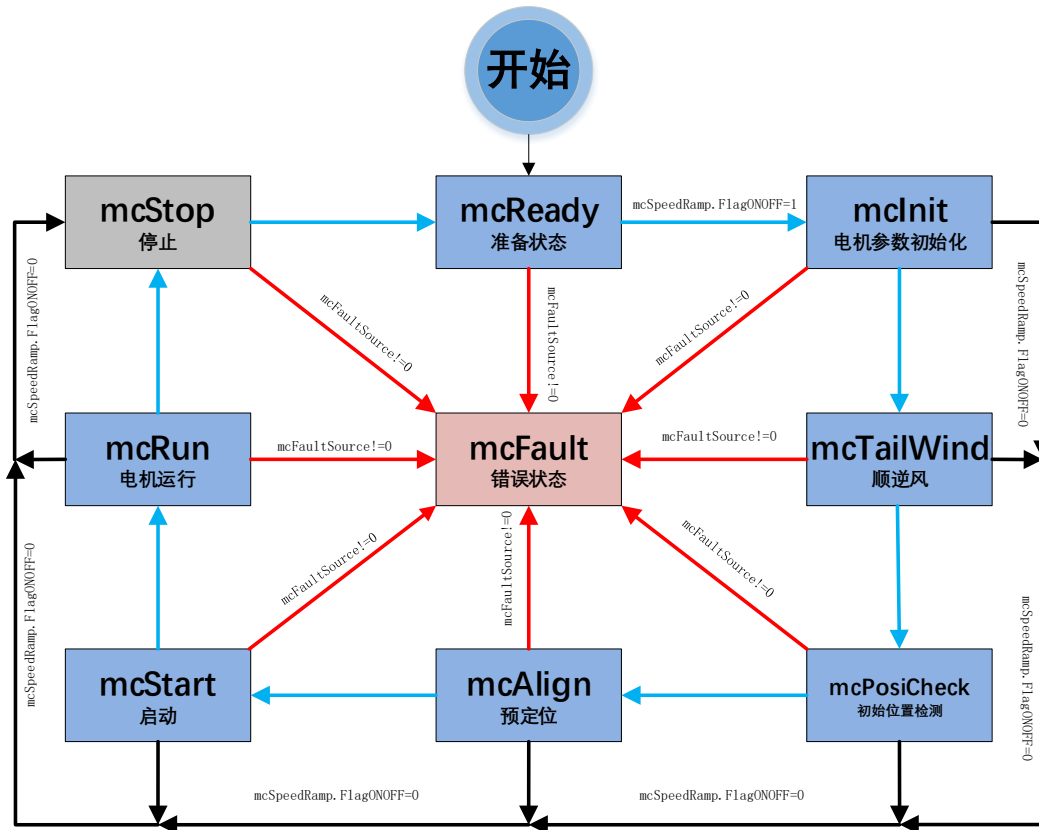 开始
mcStop
停止
mcReady
准备状态
mcSpeedRamp.FlagONOFF=1
mcInit
电机参数初始化
mcSpeedRamp.FlagONOFF=0
mcFaultSource!=0
mcFaultSource!=0
mcFaultSource!=0
mcSpeedRamp.FlagONOFF=0
mcRun
电机运行
mcFaultSource!=0
mcFault
错误状态
mcFaultSource!=0
mcTailWind
顺逆风
mcSpeedRamp.FlagONOFF=0
mcFaultSource!=0
mcFaultSource!=0
mcFaultSource!=0
mcSpeedRamp.FlagONOFF=0
mcStart
启动
mcAlign
预定位
mcPosiCheck
初始位置检测
mcSpeedRamp.FlagONOFF=0
mcSpeedRamp.FlagONOFF=0